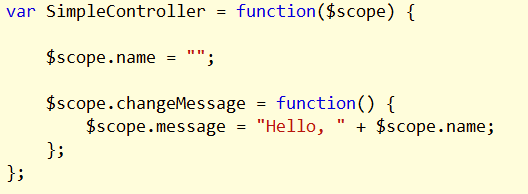 var SimpleController = function($scope) {
$scope.name = "";
$scope.changeMessage = function() {
$scope.message = "Hello, " + $scope.name;
};
};